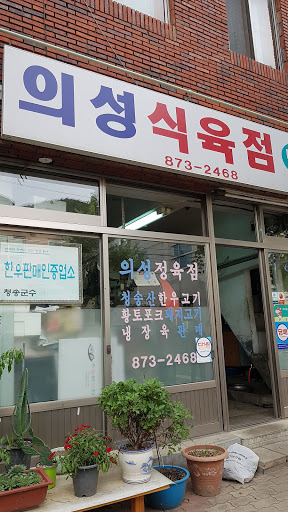 의성식육점
873-2468
한우판매인증업소
청송군수
의성정육점
청송산한우고기
황토포크돼지고기
냉장육판매
873-2468